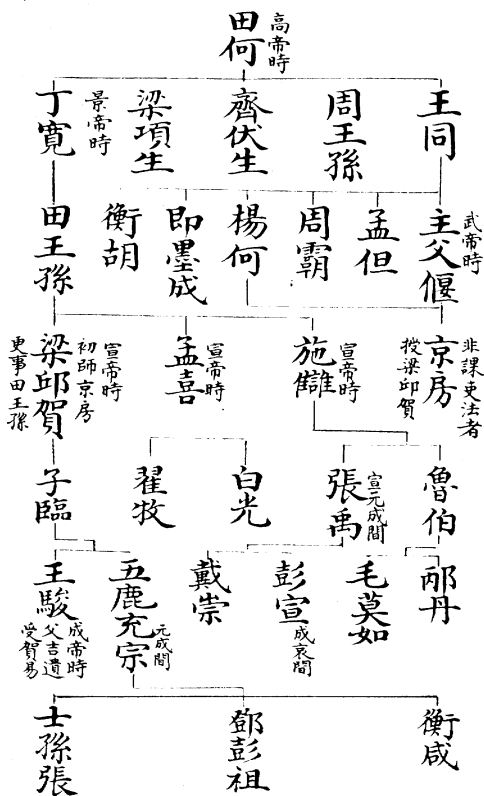 高帝時
田何
王同
周王孫
齊伏生
梁項生
景帝時
丁寬
武帝時
主父偃
孟但
周霸
楊何
即墨成
衡胡
田王孫
非課吏法者
京房
授梁邱賀
宣帝時
施讎
宣帝時
孟喜
宣帝時
初師京房
梁邱賀
更事田王孫
魯伯
宣元成間
張禹
白光
翟牧
子臨
邴丹
毛莫如
彭宣
成哀間
戴崇
元成間
五鹿充宗
王駿
成帝時
父吉遺
受賀易
衡咸
鄧彭祖
士孫張